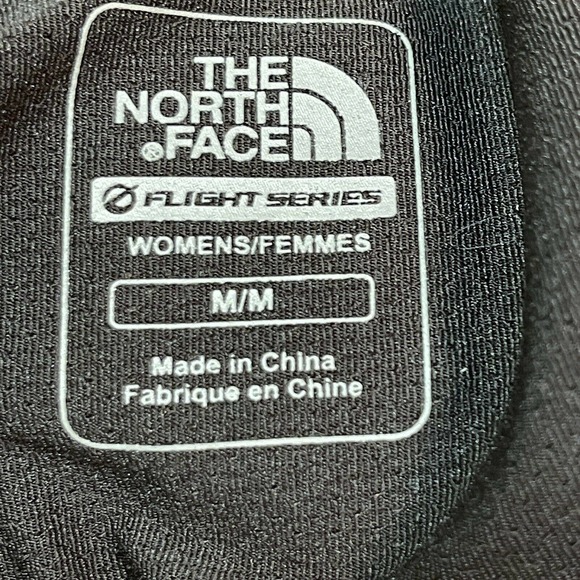 THE
NORTH
®FACE
FLIGHT SERIES
WOMENS/FEMMES
M/M
Made in China
Fabrique en Chine